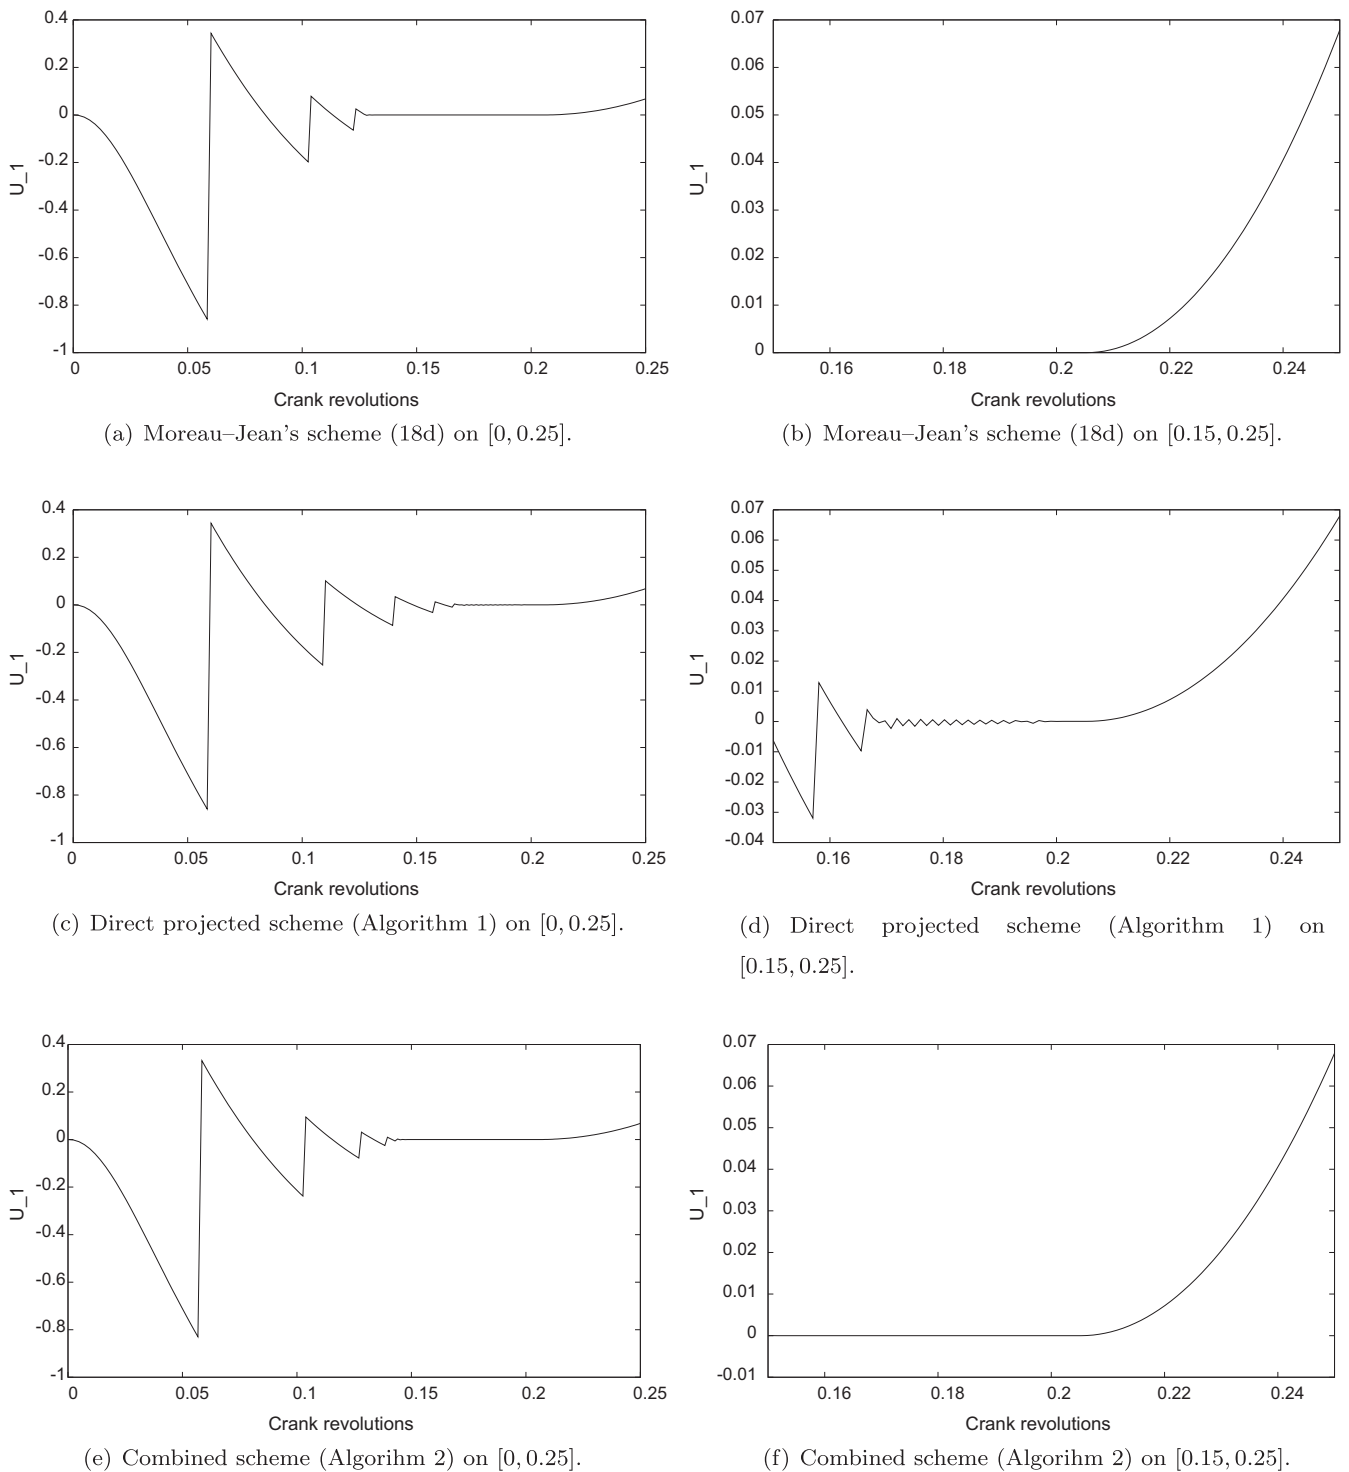 0.4
0.2
0
-0.2
-0.4
-0.6
-0.8
-1
U_1
0 0.05 0.1 0.15 0.2 0.25
Crank revolutions
(a) Moreau–Jean's scheme (18d) on [0, 0.25].
0.07
0.06
0.05
0.04
0.03
0.02
0.01
0
U_1
0.16 0.18 0.2 0.22 0.24
Crank revolutions
(b) Moreau–Jean's scheme (18d) on [0.15, 0.25].
0.4
0.2
0
-0.2
-0.4
-0.6
-0.8
-1
U_1
0 0.05 0.1 0.15 0.2 0.25
Crank revolutions
(c) Direct projected scheme (Algorithm 1) on [0, 0.25].
0.07
0.06
0.05
0.04
0.03
0.02
0.01
0
-0.01
-0.02
-0.03
-0.04
U_1
0.16 0.18 0.2 0.22 0.24
Crank revolutions
(d) Direct projected scheme (Algorithm 1) on
[0.15, 0.25].
0.4
0.2
0
-0.2
-0.4
-0.6
-0.8
-1
U_1
0 0.05 0.1 0.15 0.2 0.25
Crank revolutions
(e) Combined scheme (Algorihm 2) on [0, 0.25].
0.07
0.06
0.05
0.04
0.03
0.02
0.01
0
-0.01
U_1
0.16 0.18 0.2 0.22 0.24
Crank revolutions
(f) Combined scheme (Algorihm 2) on [0.15, 0.25].